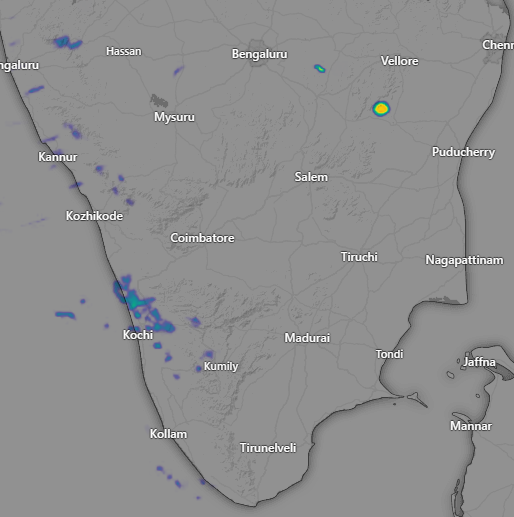 Hassan
Bengaluru
Chenn
ngaluru
Vellore
Mysuru
Kannur
Puducherry
Salem
Kozhikode
Coimbatore
Tiruchi
Nagapattinam
Kochi
Madurai
Tondi
Jaffna
Kumily
Mannar
Kollam
Tirunelveli